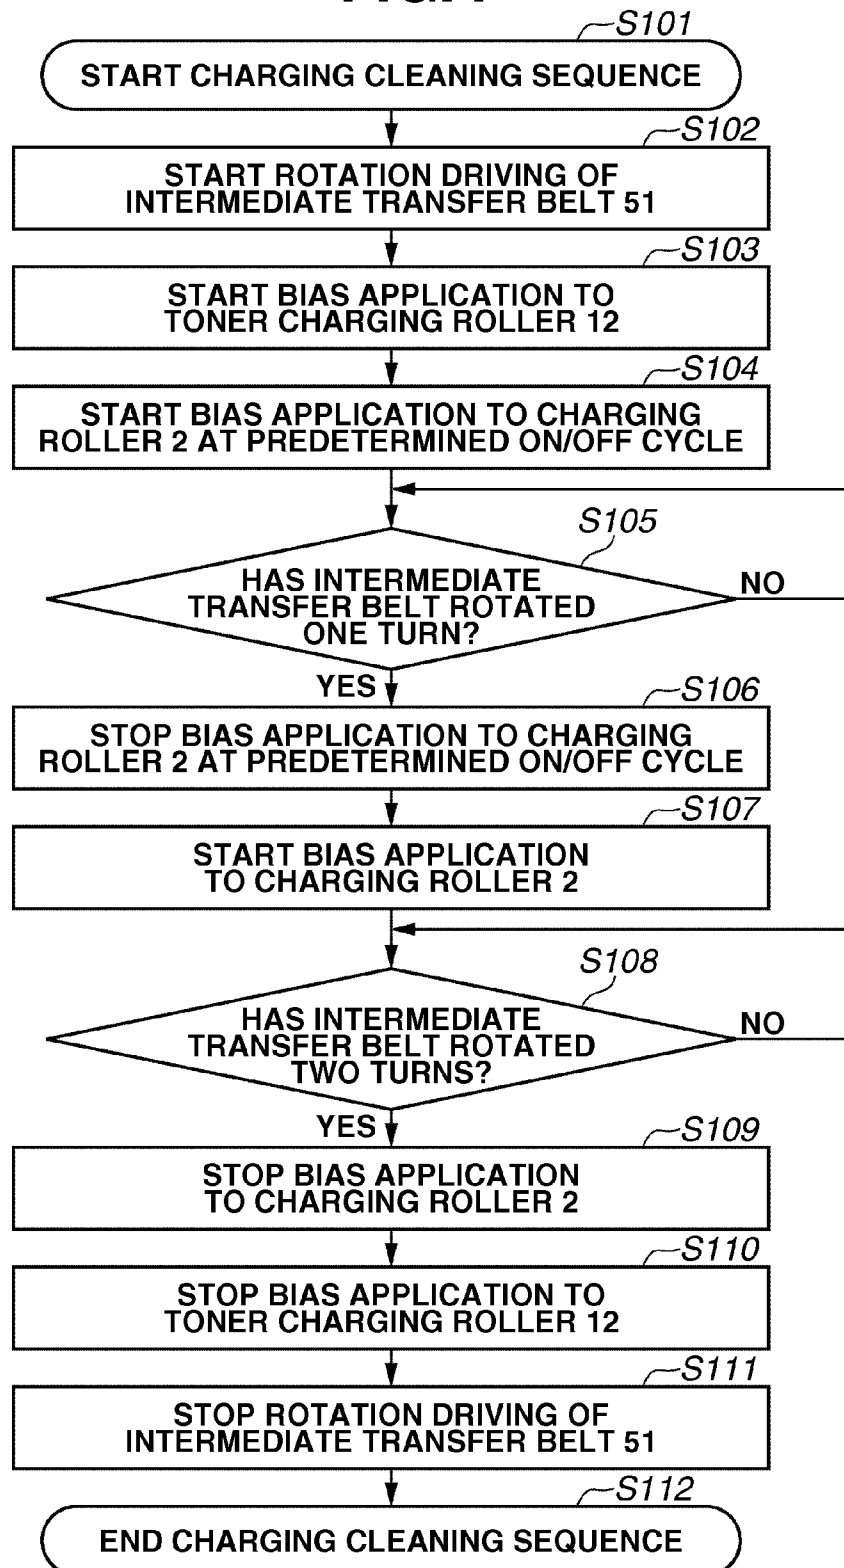 S101
START CHARGING CLEANING SEQUENCE
S102
START ROTATION DRIVING OF
INTERMEDIATE TRANSFER BELT 51
S103
START BIAS APPLICATION TO
TONER CHARGING ROLLER 12
S104
START BIAS APPLICATION TO CHARGING
ROLLER 2 AT PREDETERMINED ON/OFF CYCLE
S105
HAS INTERMEDIATE
TRANSFER BELT ROTATED
ONE TURN?
NO
YES
S106
STOP BIAS APPLICATION TO CHARGING
ROLLER 2 AT PREDETERMINED ON/OFF CYCLE
S107
START BIAS APPLICATION
TO CHARGING ROLLER 2
S108
HAS INTERMEDIATE
TRANSFER BELT ROTATED
TWO TURNS?
NO
YES
S109
STOP BIAS APPLICATION
TO CHARGING ROLLER 2
S110
STOP BIAS APPLICATION TO
TONER CHARGING ROLLER 12
S111
STOP ROTATION DRIVING OF
INTERMEDIATE TRANSFER BELT 51
S112
END CHARGING CLEANING SEQUENCE